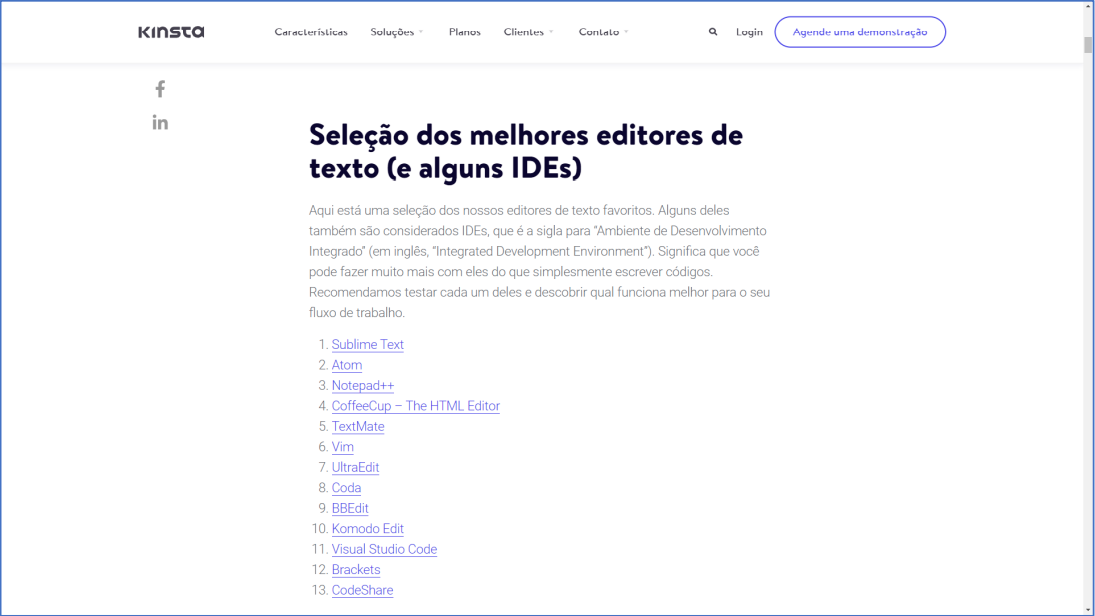 KINSTA
Características Soluções Planos Clientes Contato Login Agende uma demonstração
Seleção dos melhores editores de
texto (e alguns IDEs)
Aqui está uma seleção dos nossos editores de texto favoritos. Alguns deles
também são considerados IDEs, que é a sigla para “Ambiente de Desenvolvimento
Integrado” (em inglês, “Integrated Development Environment”). Significa que você
pode fazer muito mais com eles do que simplesmente escrever códigos.
Recomendamos testar cada um deles e descobrir qual funciona melhor para o seu
fluxo de trabalho.
1. Sublime Text
2. Atom
3. Notepad++
4. CoffeeCup – The HTML Editor
5. TextMate
6. Vim
7. UltraEdit
8. Coda
9. BBEdit
10. Komodo Edit
11. Visual Studio Code
12. Brackets
13. CodeShare